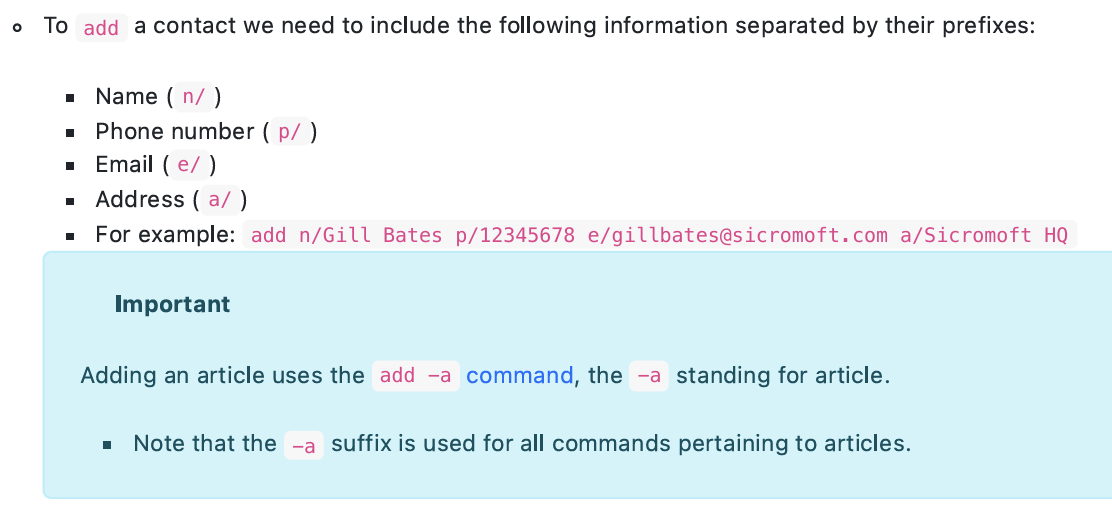 To add a contact we need to include the following information separated by their prefixes:
Name ( n/ )
Phone number ( p/ )
Email ( e/ )
Address ( a/ )
For example: add n/Gill Bates p/12345678 e/gillbates@sicromoft.com a/Sicromoft HQ
Important
Adding an article uses the add -a command, the -a standing for article.
Note that the -a suffix is used for all commands pertaining to articles.